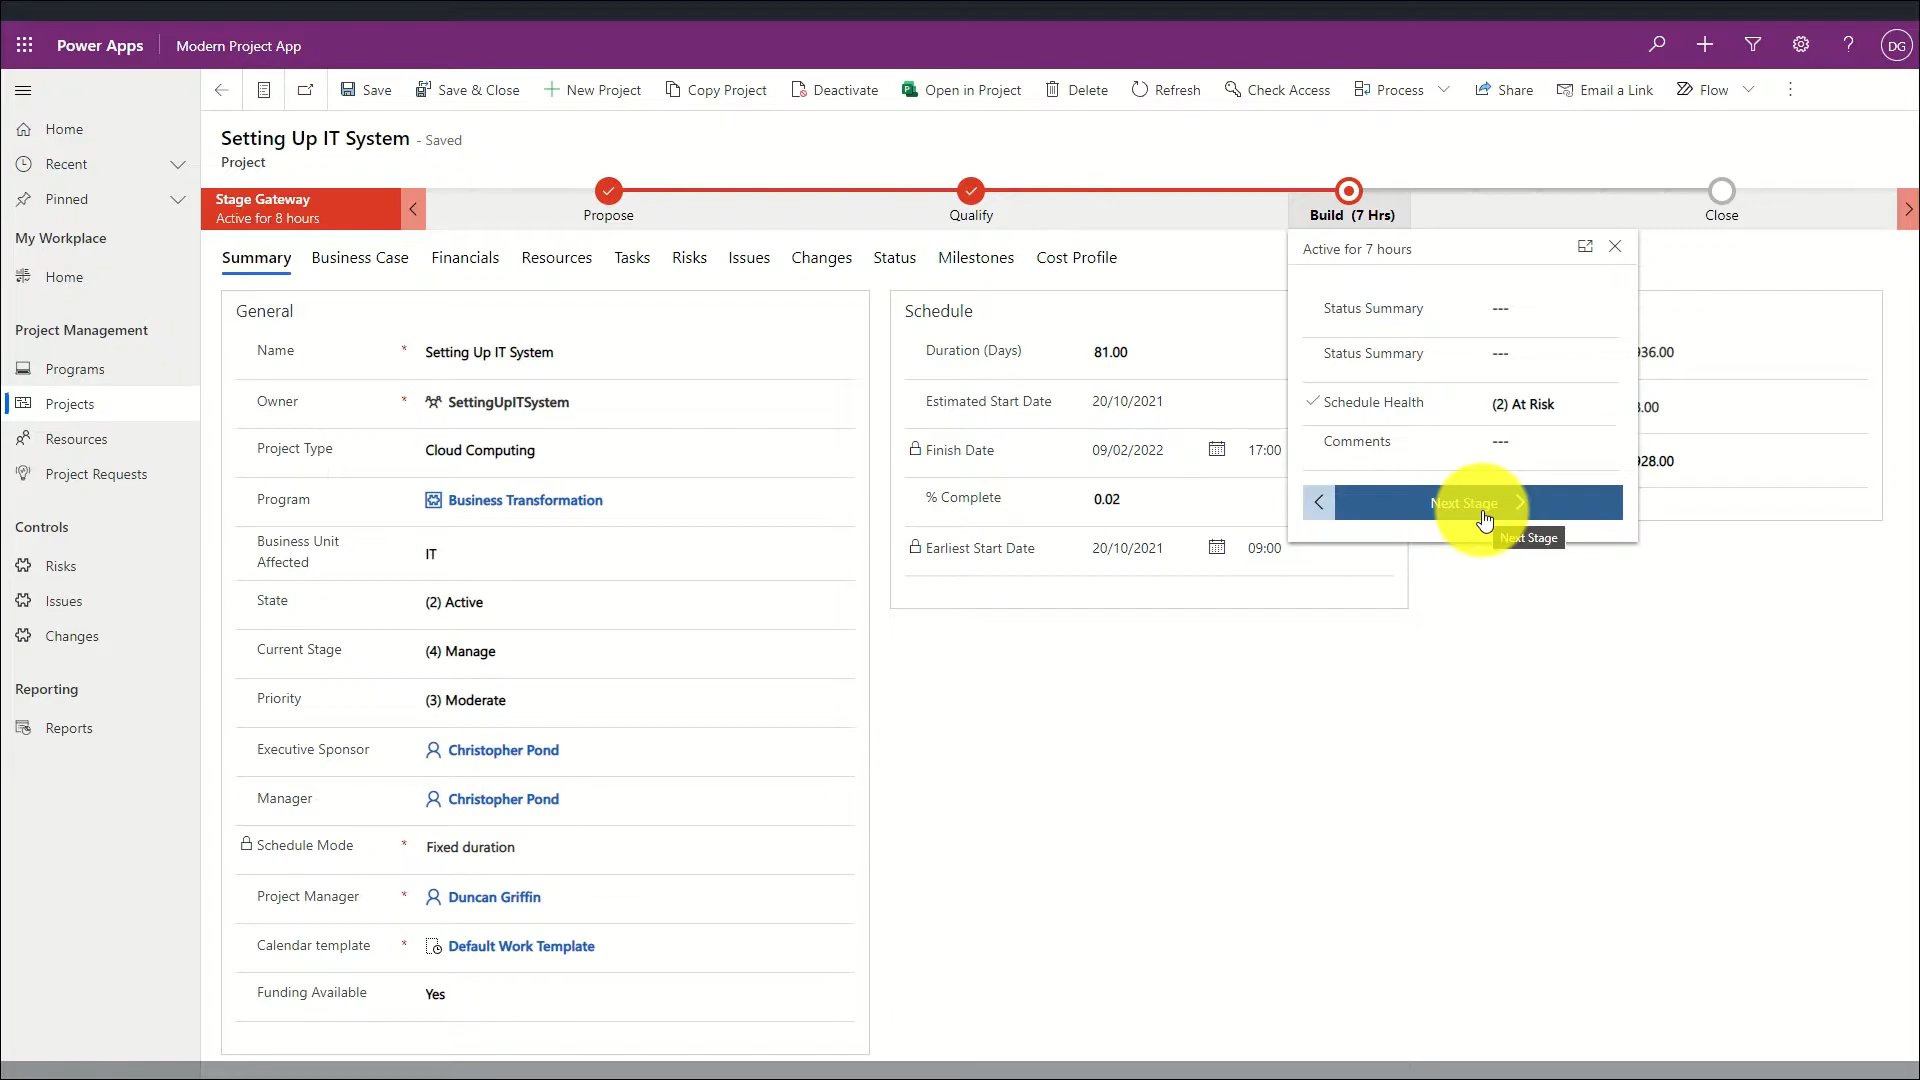 Power Apps
Modern Project App
DG
Save
Save & Close
New Project
Copy Project
Deactivate
Open in Project
Delete
Refresh
Check Access
Process
Share
Email a Link
Flow
Home
Recent
Pinned
My Workplace
Home
Project Management
Programs
Projects
Resources
Project Requests
Controls
Risks
Issues
Changes
Reporting
Reports
Setting Up IT System - Saved
Project
Stage Gateway
Active for 8 hours
Propose
Qualify
Build (7 Hrs)
Close
Summary
Business Case
Financials
Resources
Tasks
Risks
Issues
Changes
Status
Milestones
Cost Profile
General
Name * Setting Up IT System
Owner * SettingUpITSystem
Project Type Cloud Computing
Program Business Transformation
Business Unit
Affected IT
State (2) Active
Current Stage (4) Manage
Priority (3) Moderate
Executive Sponsor Christopher Pond
Manager Christopher Pond
Schedule Mode * Fixed duration
Project Manager * Duncan Griffin
Calendar template * Default Work Template
Funding Available Yes
Schedule
Duration (Days) 81.00
Estimated Start Date 20/10/2021
Finish Date 09/02/2022 17:00
% Complete 0.02
Earliest Start Date 20/10/2021 09:00
Active for 7 hours
Status Summary ---
Status Summary ---
Schedule Health (2) At Risk
Comments ---
Next Stage
Next Stage
936.00
.00
928.00